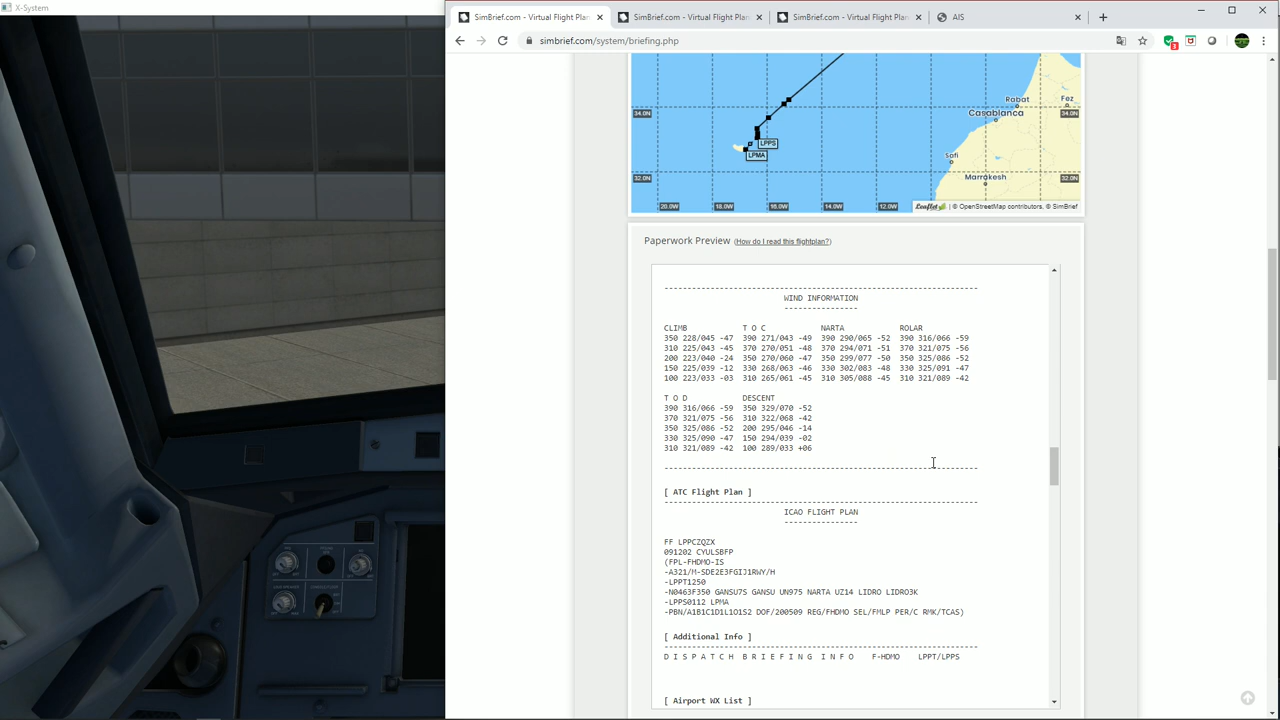 X-System
SimBrief.com - Virtual Flight Plan
SimBrief.com - Virtual Flight Plan
SimBrief.com - Virtual Flight Plan
AIS
simbrief.com/system/briefing.php
34.0N
34.0N
32.0N
32.0N
Rabat
Fez
Casablanca
Safi
Marrakesh
LPPS
LPMA
20.0W
18.0W
16.0W
14.0W
12.0W
Leaflet | © OpenStreetMap contributors, © SimBrief
Paperwork Preview (How do I read this flightplan?)
--------------------------------------------------------------------
WIND INFORMATION
----------------
CLIMB T O C NARTA ROLAR
350 228/045 -47 390 271/043 -49 390 290/065 -52 390 316/066 -59
310 225/043 -45 370 270/051 -48 370 294/071 -51 370 321/075 -56
200 223/040 -24 350 270/060 -47 350 299/077 -50 350 325/086 -52
150 225/039 -12 330 268/063 -46 330 302/083 -48 330 325/091 -47
100 223/033 -03 310 265/061 -45 310 305/088 -45 310 321/089 -42
T O D DESCENT
390 316/066 -59 350 329/070 -52
370 321/075 -56 310 322/068 -42
350 325/086 -52 200 295/046 -14
330 325/090 -47 150 294/039 -02
310 321/089 -42 100 289/033 +06
--------------------------------------------------------------------
[ ATC Flight Plan ]
--------------------------------------------------------------------
ICAO FLIGHT PLAN
----------------
FF LPPCZQZX
091202 CYULSBFP
(FPL-FHDMO-IS
-A321/M-SDE2E3FGIJ1RWY/H
-LPPT1250
-N0463F350 GANSU7S GANSU UN975 NARTA UZ14 LIDRO LIDRO3K
-LPPS0112 LPMA
-PBN/A1B1C1D1L1O1S2 DOF/200509 REG/FHDMO SEL/FMLP PER/C RMK/TCAS)
[ Additional Info ]
--------------------------------------------------------------------
D I S P A T C H B R I E F I N G I N F O F-HDMO LPPT/LPPS
[ Airport WX List ]